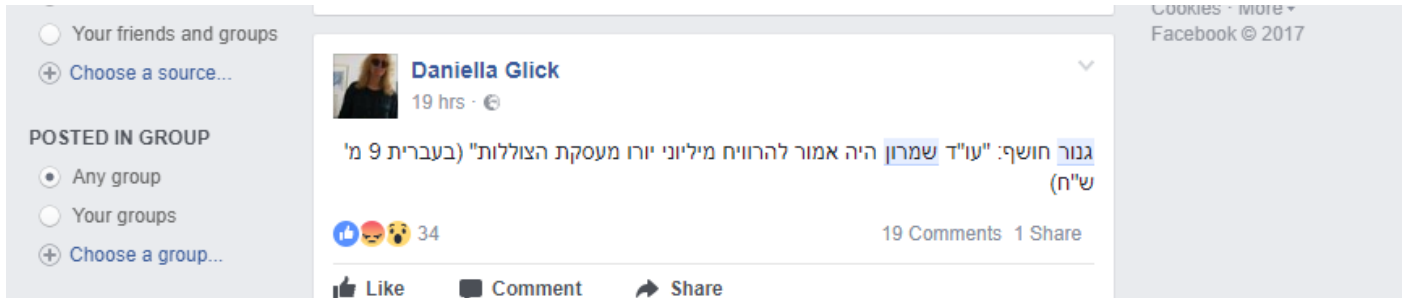 Your friends and groups
Choose a source...
POSTED IN GROUP
Any group
Your groups
Choose a group...
Daniella Glick
19 hrs ·
גנור חושף: "עו"ד שמרון היה אמור להרוויח מיליוני יורו מעסקת הצוללות" (בעברית 9 מ'
ש"ח)
34
19 Comments 1 Share
Like Comment Share
Cookies · More
Facebook © 2017